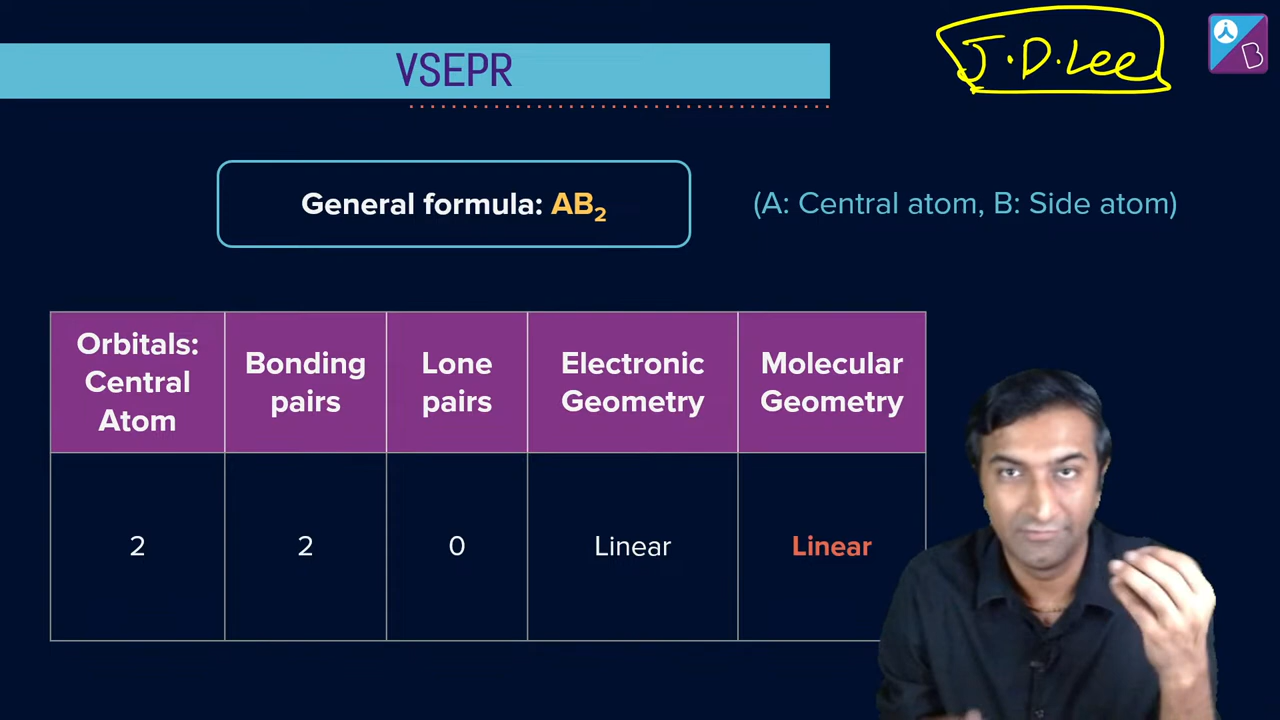 J.D.Lee
B
VSEPR
General formula: AB₂
(A: Central atom, B: Side atom)
Orbitals:
Central
Atom
Bonding
pairs
Lone
pairs
Electronic
Geometry
Molecular
Geometry
2
2
0
Linear
Linear